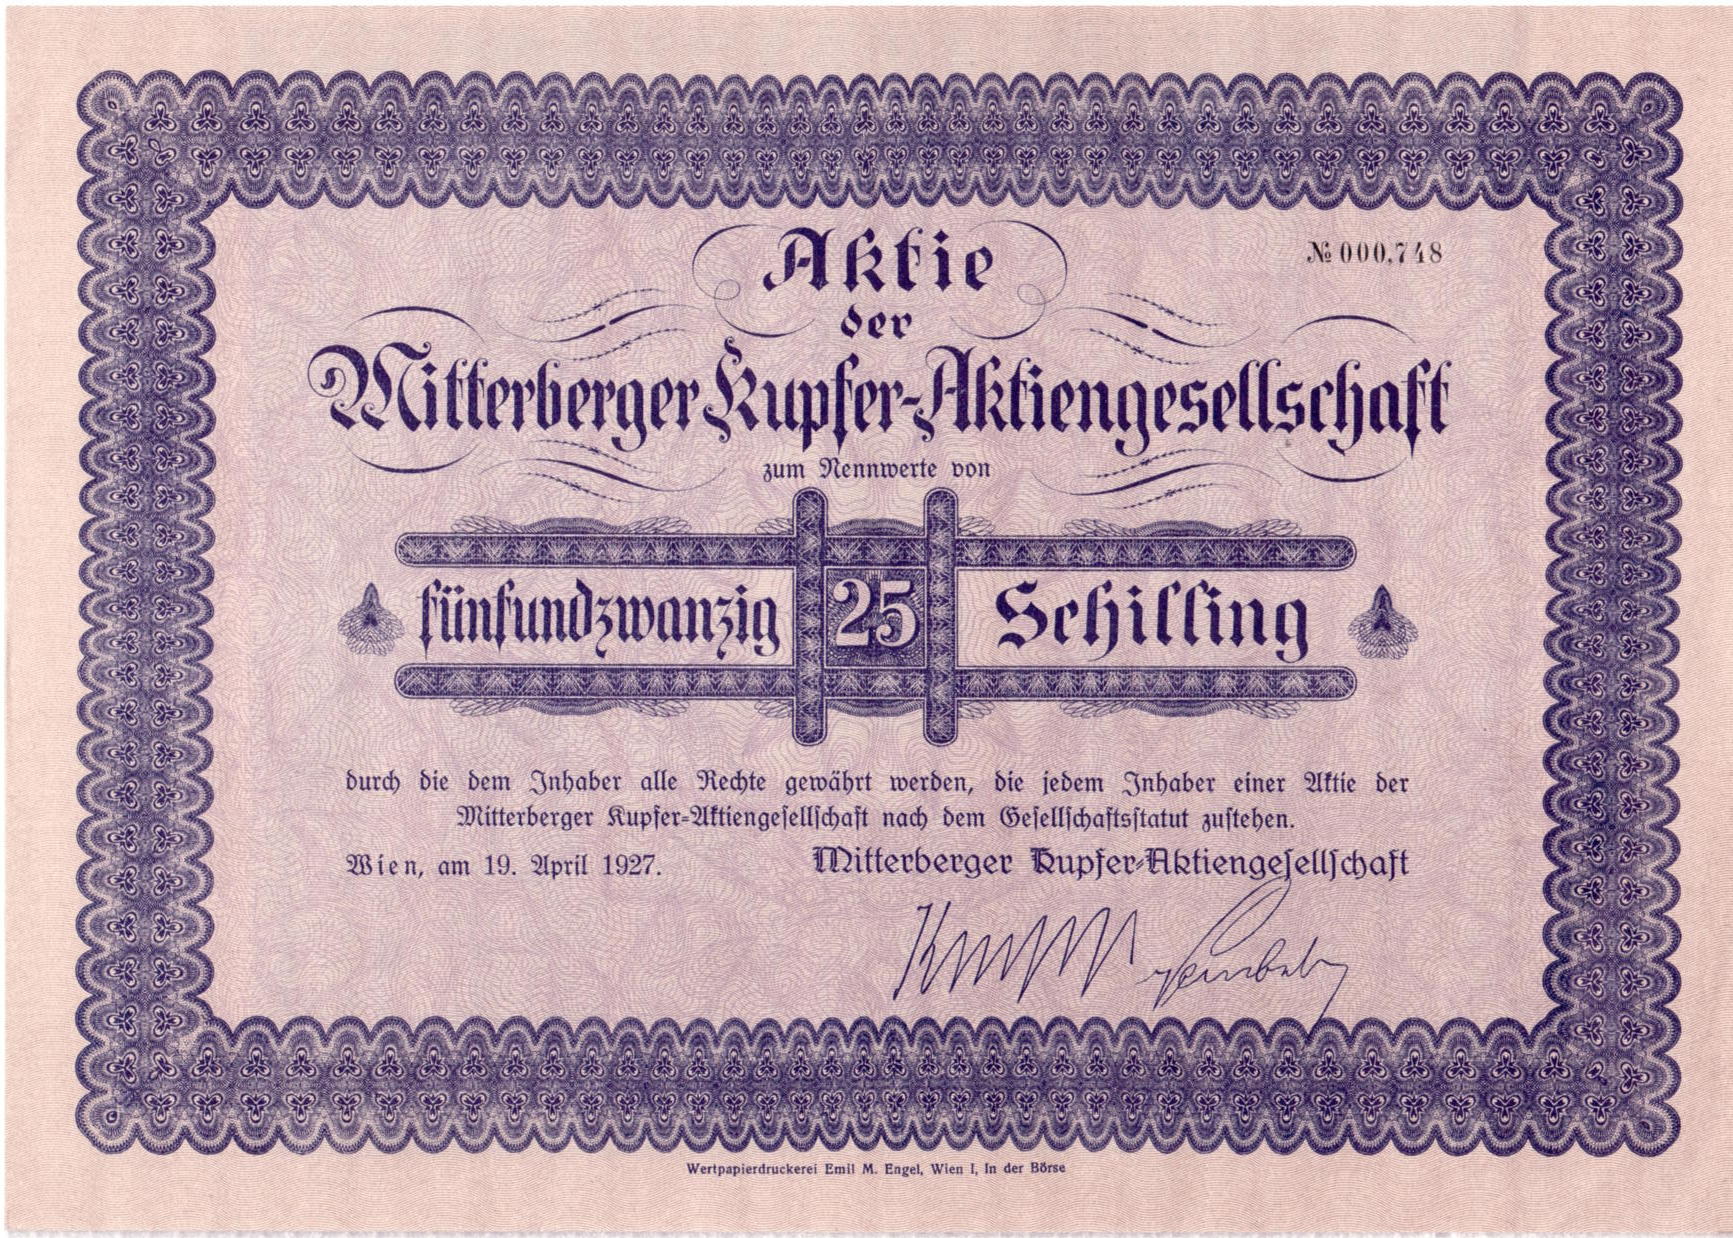 Aktie
№ 000,748
der
Mitterberger Kupfer-Aktiengesellschaft
zum Nennwerte von
fünfundzwanzig 25 Schilling
durch die dem Inhaber alle Rechte gewährt werden, die jedem Inhaber einer Aktie der
Mitterberger Kupfer-Aktiengesellschaft nach dem Gesellschaftsstatut zustehen.
Wien, am 19. April 1927. Mitterberger Kupfer-Aktiengesellschaft
Wertpapierdruckerei Emil M. Engel, Wien I, In der Börse